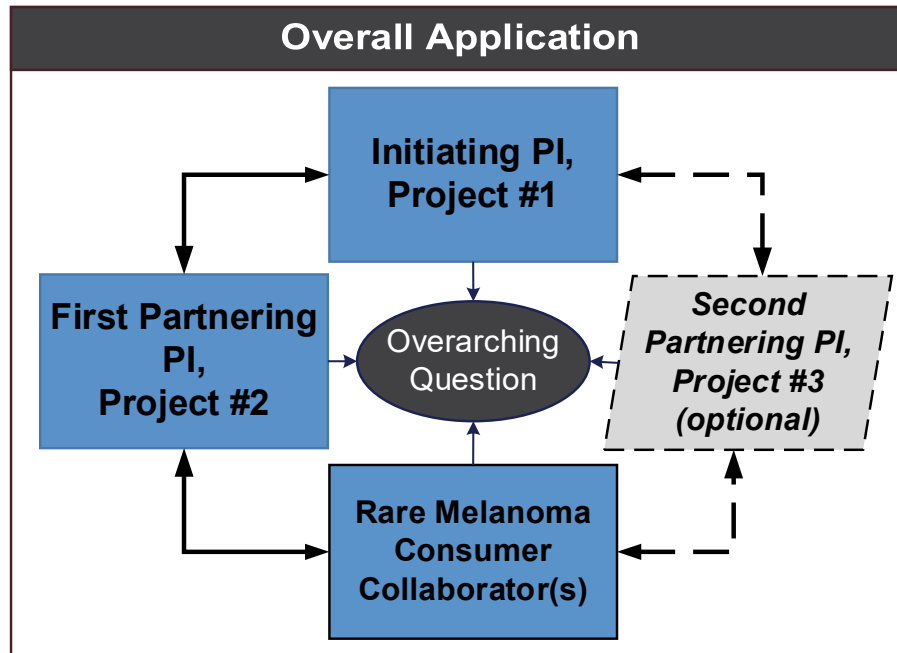 Overall Application
Initiating PI,
Project #1
First Partnering
PI,
Project #2
Overarching
Question
Second
Partnering PI,
Project #3
(optional)
Rare Melanoma
Consumer
Collaborator(s)